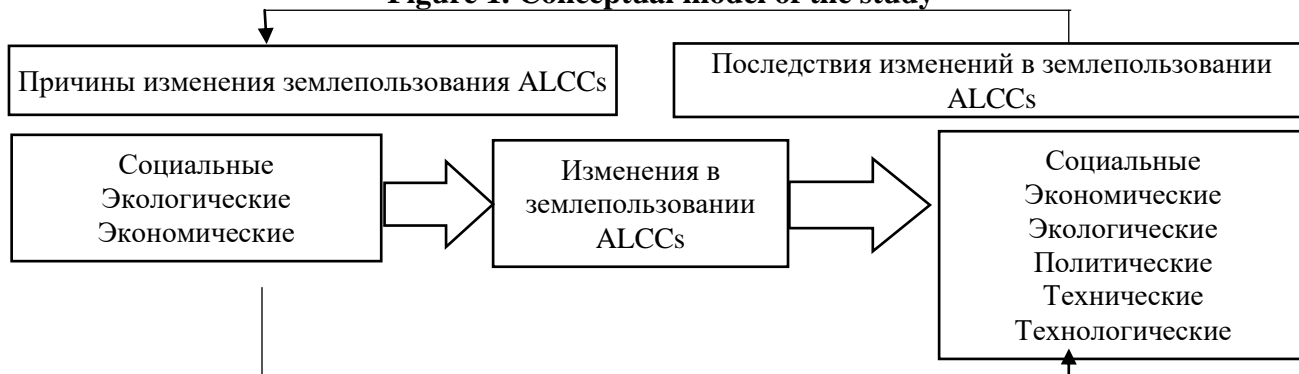 Figure 1. Conceptual model of the study
Причины изменения землепользования ALCCs
Последствия изменений в землепользовании
ALCCs
Социальные
Экологические
Экономические
Изменения в
землепользовании
ALCCs
Социальные
Экономические
Экологические
Политические
Технические
Технологические